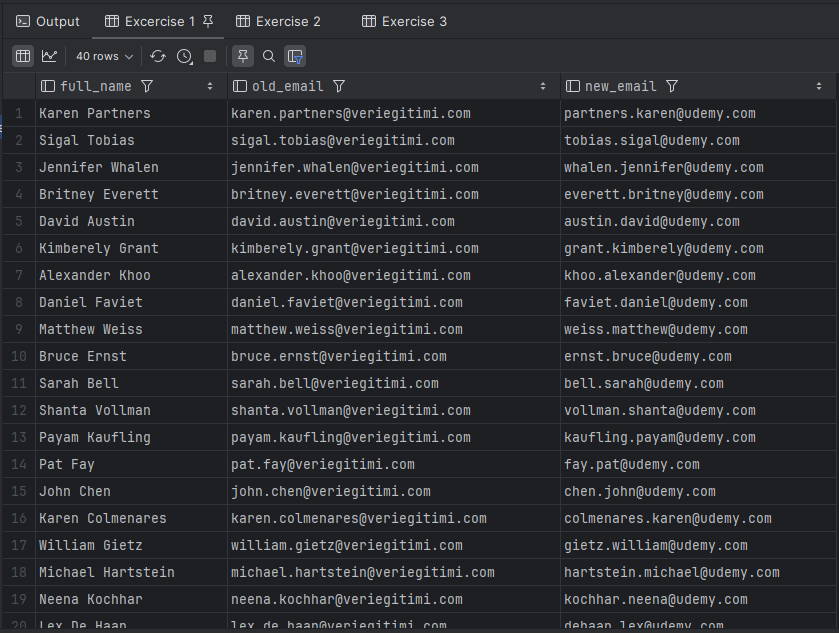 Output Excercise 1 Exercise 2 Exercise 3
40 rows
full_name old_email new_email
1 Karen Partners karen.partners@veriegitimi.com partners.karen@udemy.com
2 Sigal Tobias sigal.tobias@veriegitimi.com tobias.sigal@udemy.com
3 Jennifer Whalen jennifer.whalen@veriegitimi.com whalen.jennifer@udemy.com
4 Britney Everett britney.everett@veriegitimi.com everett.britney@udemy.com
5 David Austin david.austin@veriegitimi.com austin.david@udemy.com
6 Kimberely Grant kimberely.grant@veriegitimi.com grant.kimberely@udemy.com
7 Alexander Khoo alexander.khoo@veriegitimi.com khoo.alexander@udemy.com
8 Daniel Faviet daniel.faviet@veriegitimi.com faviet.daniel@udemy.com
9 Matthew Weiss matthew.weiss@veriegitimi.com weiss.matthew@udemy.com
10 Bruce Ernst bruce.ernst@veriegitimi.com ernst.bruce@udemy.com
11 Sarah Bell sarah.bell@veriegitimi.com bell.sarah@udemy.com
12 Shanta Vollman shanta.vollman@veriegitimi.com vollman.shanta@udemy.com
13 Payam Kaufling payam.kaufling@veriegitimi.com kaufling.payam@udemy.com
14 Pat Fay pat.fay@veriegitimi.com fay.pat@udemy.com
15 John Chen john.chen@veriegitimi.com chen.john@udemy.com
16 Karen Colmenares karen.colmenares@veriegitimi.com colmenares.karen@udemy.com
17 William Gietz william.gietz@veriegitimi.com gietz.william@udemy.com
18 Michael Hartstein michael.hartstein@veriegitimi.com hartstein.michael@udemy.com
19 Neena Kochhar neena.kochhar@veriegitimi.com kochhar.neena@udemy.com
20 Lex De Haan lex.de haan@veriegitimi.com dehaan.lex@udemy.com